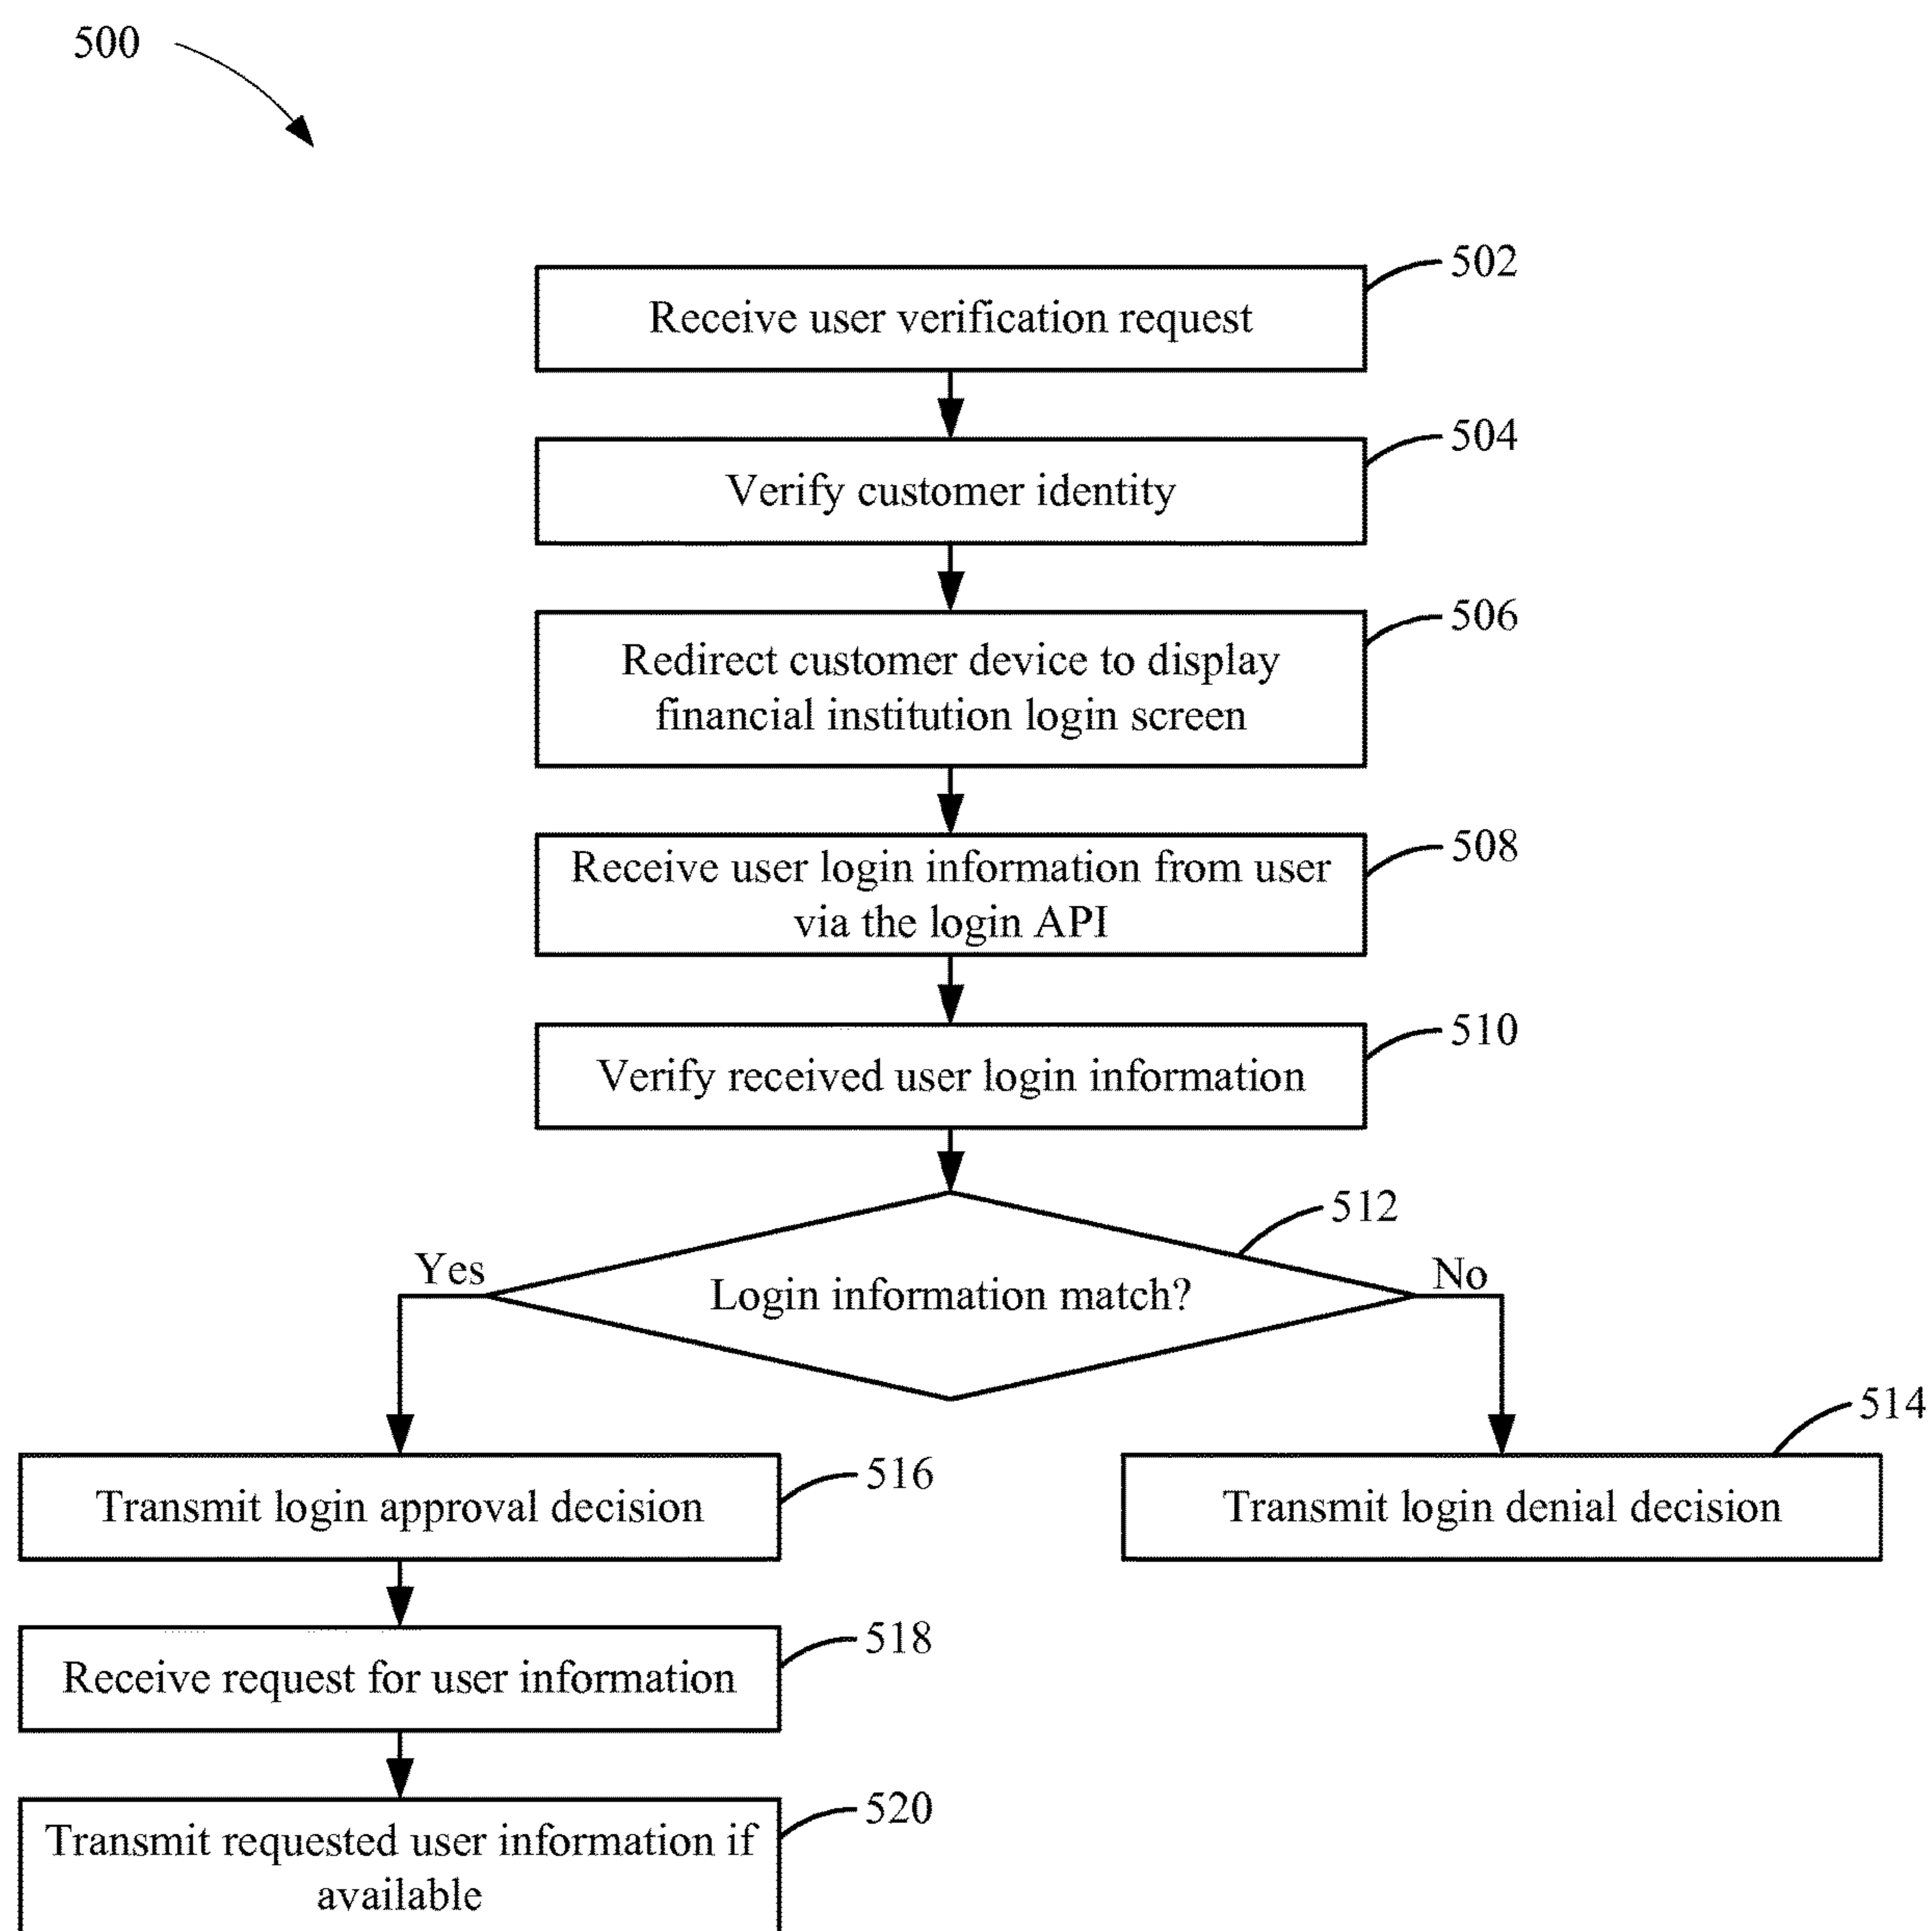 500
502
Receive user verification request
504
Verify customer identity
506
Redirect customer device to display
financial institution login screen
508
Receive user login information from user
via the login API
510
Verify received user login information
512
Yes
No
Login information match?
514
516
Transmit login approval decision
Transmit login denial decision
518
Receive request for user information
520
Transmit requested user information if
available